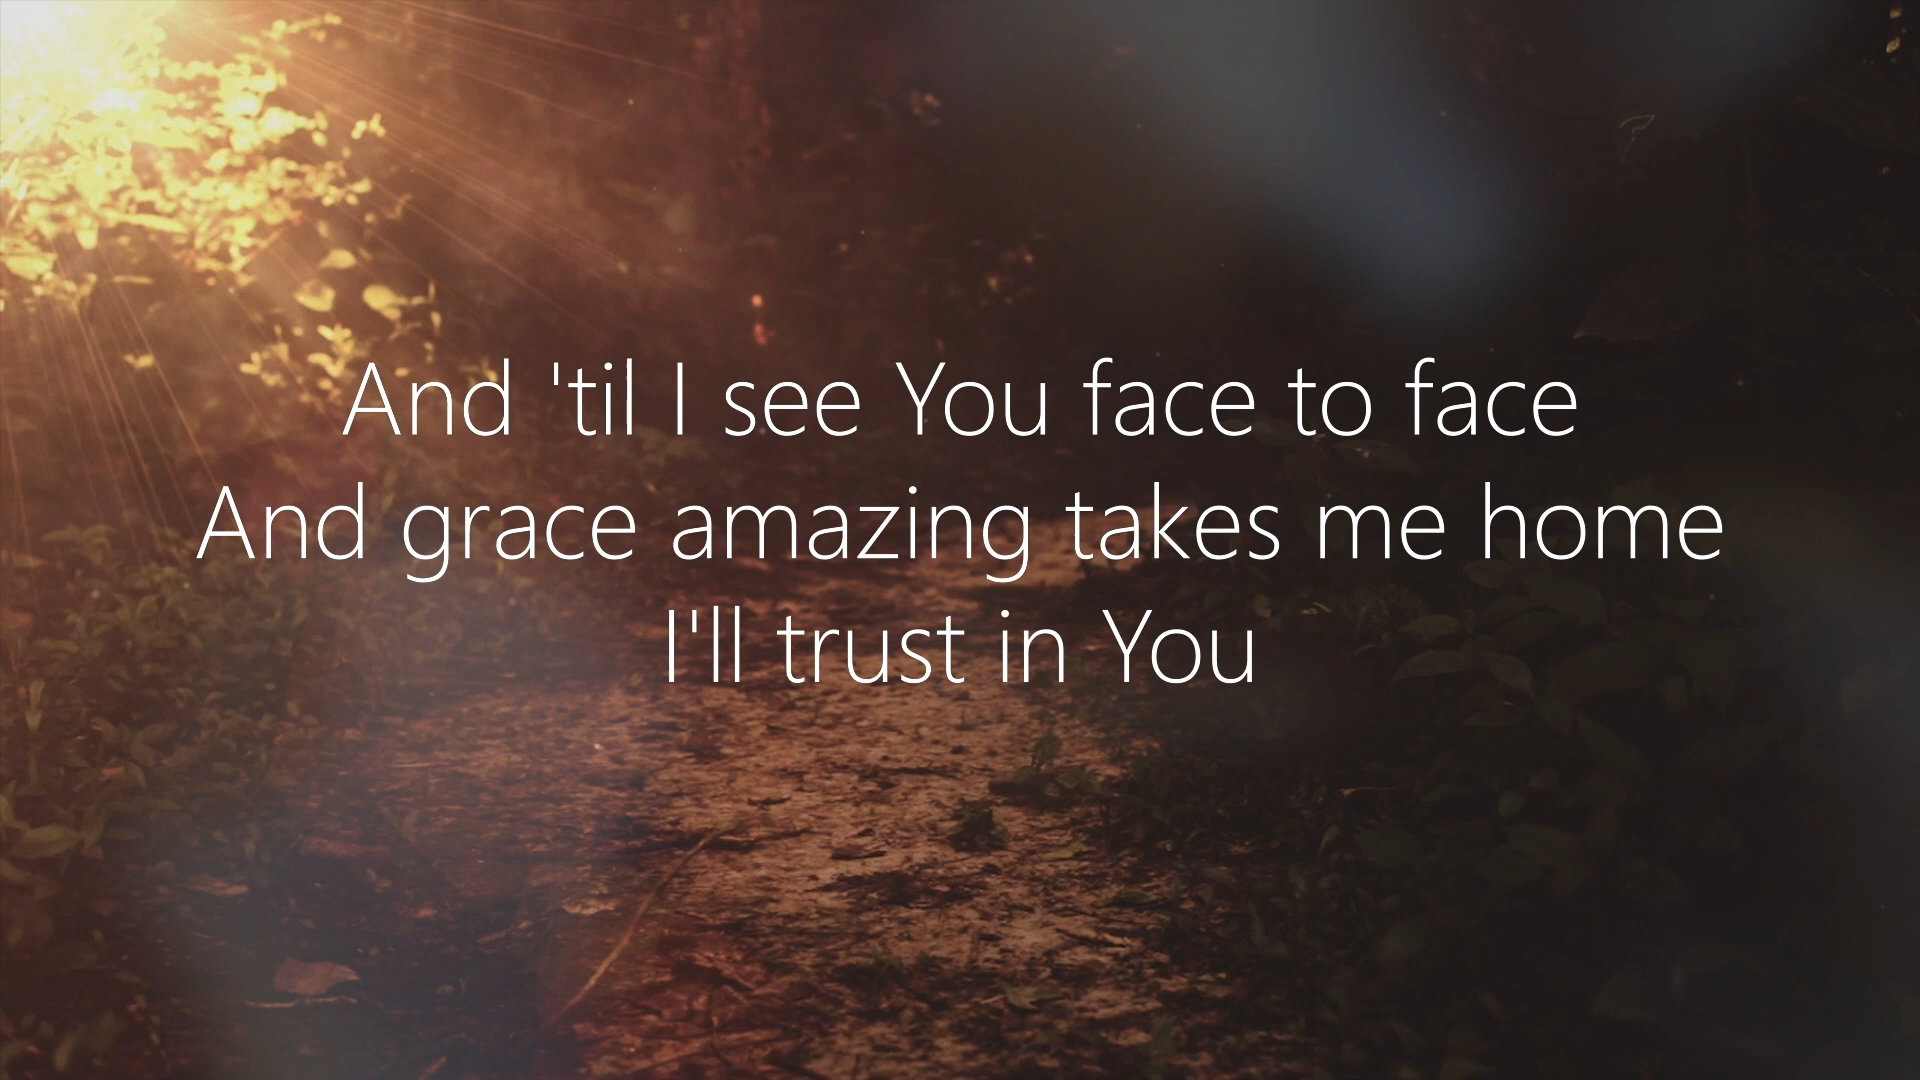 And 'til I see You face to face
And grace amazing takes me home
I'll trust in You